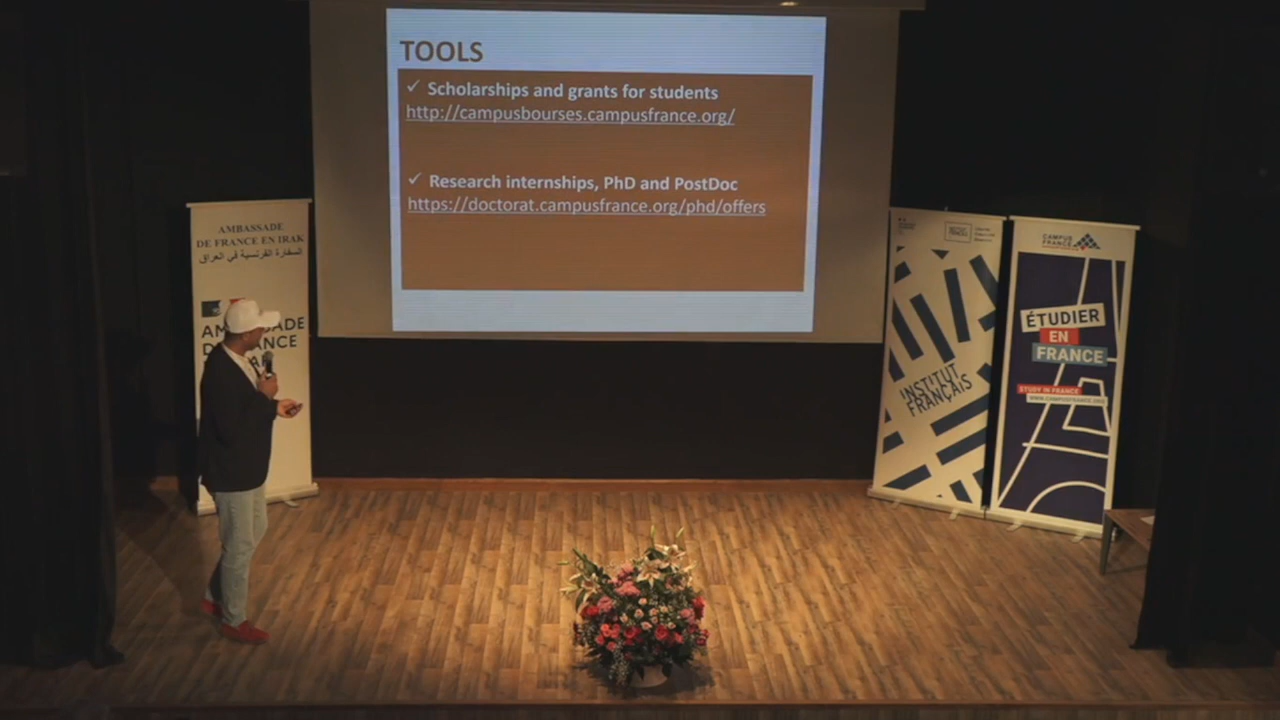 TOOLS
✓ Scholarships and grants for students
http://campusbourses.campusfrance.org/
✓ Research internships, PhD and PostDoc
https://doctorat.campusfrance.org/phd/offers
AMBASSADE
DE FRANCE EN IRAK
السفارة الفرنسية في العراق
INSTITUT
FRANÇAIS
CAMPUS
FRANCE
ÉTUDIER
EN
FRANCE
STUDY IN FRANCE
WWW.CAMPUSFRANCE.ORG